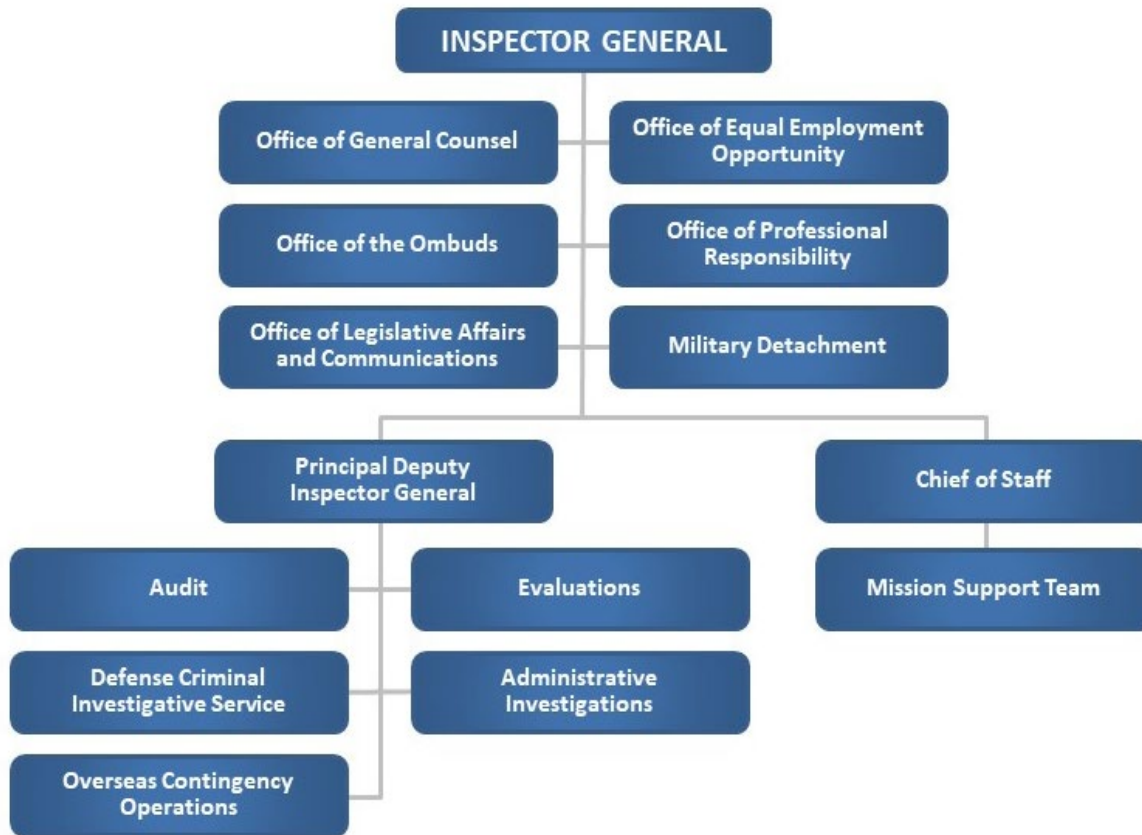 INSPECTOR GENERAL
Office of General Counsel
Office of Equal Employment
Opportunity
Office of the Ombuds
Office of Professional
Responsibility
Office of Legislative Affairs
and Communications
Military Detachment
Principal Deputy
Inspector General
Chief of Staff
Audit
Evaluations
Mission Support Team
Defense Criminal
Investigative Service
Administrative
Investigations
Overseas Contingency
Operations